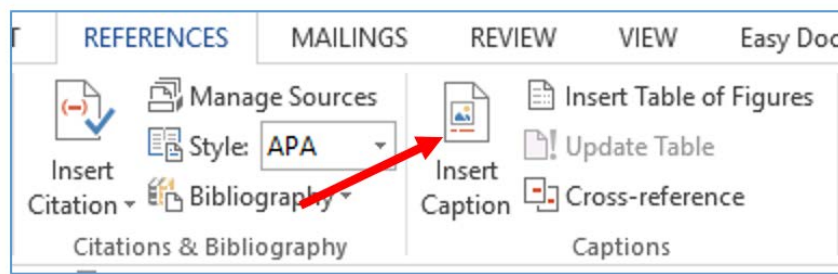 REFERENCES MAILINGS REVIEW VIEW Easy Doc
Insert Citation
Manage Sources
Style: APA
Bibliography
Citations & Bibliography
Insert Caption
Insert Table of Figures
Update Table
Cross-reference
Captions